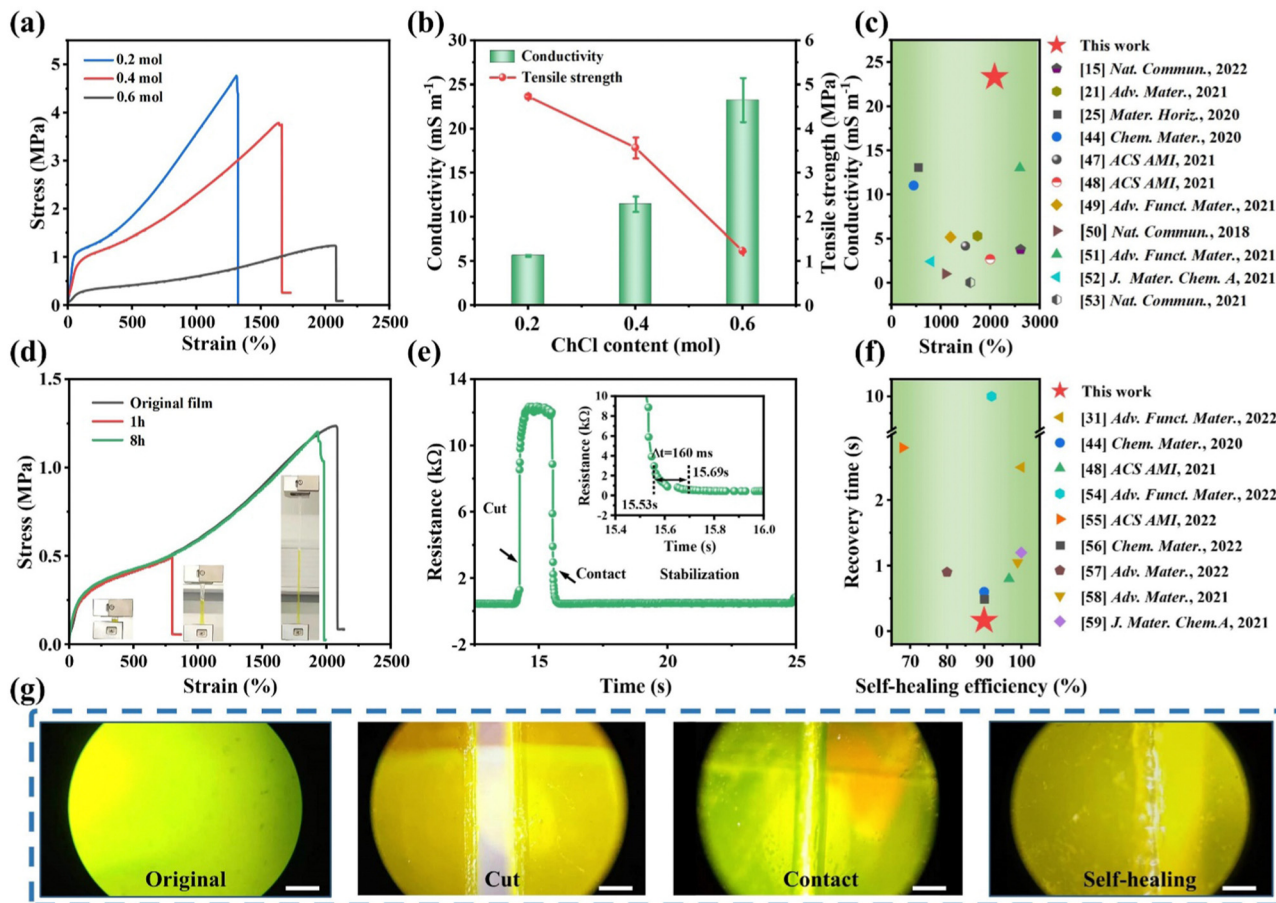 (a)
0.2 mol
0.4 mol
0.6 mol
5
4
3
2
1
0
Stress (MPa)
0 500 1000 1500 2000 2500
Strain (%)
(b)
Conductivity
Tensile strength
30
25
20
15
10
5
0
Conductivity (mS m⁻¹)
6
5
4
3
2
1
0
Tensile strength (MPa)
0.2 0.4 0.6
ChCl content (mol)
(c)
25
20
15
10
5
0
Conductivity (mS m⁻¹)
1000 2000 3000
Strain (%)
This work
[15] Nat. Commun., 2022
[21] Adv. Mater., 2021
[25] Mater. Horiz., 2020
[44] Chem. Mater., 2020
[47] ACS AMI, 2021
[48] ACS AMI, 2021
[49] Adv. Funct. Mater., 2021
[50] Nat. Commun., 2018
[51] Adv. Funct. Mater., 2021
[52] J. Mater. Chem. A, 2021
[53] Nat. Commun., 2021
(d)
Original film
1h
8h
1.5
1.0
0.5
0.0
Stress (MPa)
0 500 1000 1500 2000 2500
Strain (%)
(e)
14
10
6
2
-2
Resistance (kΩ)
Cut
Contact
Stabilization
15 20 25
Time (s)
10
8
6
4
2
0
-2
Resistance (kΩ)
Δt=160 ms
15.69s
15.53s
15.4 15.6 15.8 16.0
Time (s)
(f)
10
2
1
0
Recovery time (s)
70 80 90 100
Self-healing efficiency (%)
This work
[31] Adv. Funct. Mater., 2022
[44] Chem. Mater., 2020
[48] ACS AMI, 2021
[54] Adv. Funct. Mater., 2022
[55] ACS AMI, 2022
[56] Chem. Mater., 2022
[57] Adv. Mater., 2022
[58] Adv. Mater., 2021
[59] J. Mater. Chem.A, 2021
(g)
Original
Cut
Contact
Self-healing